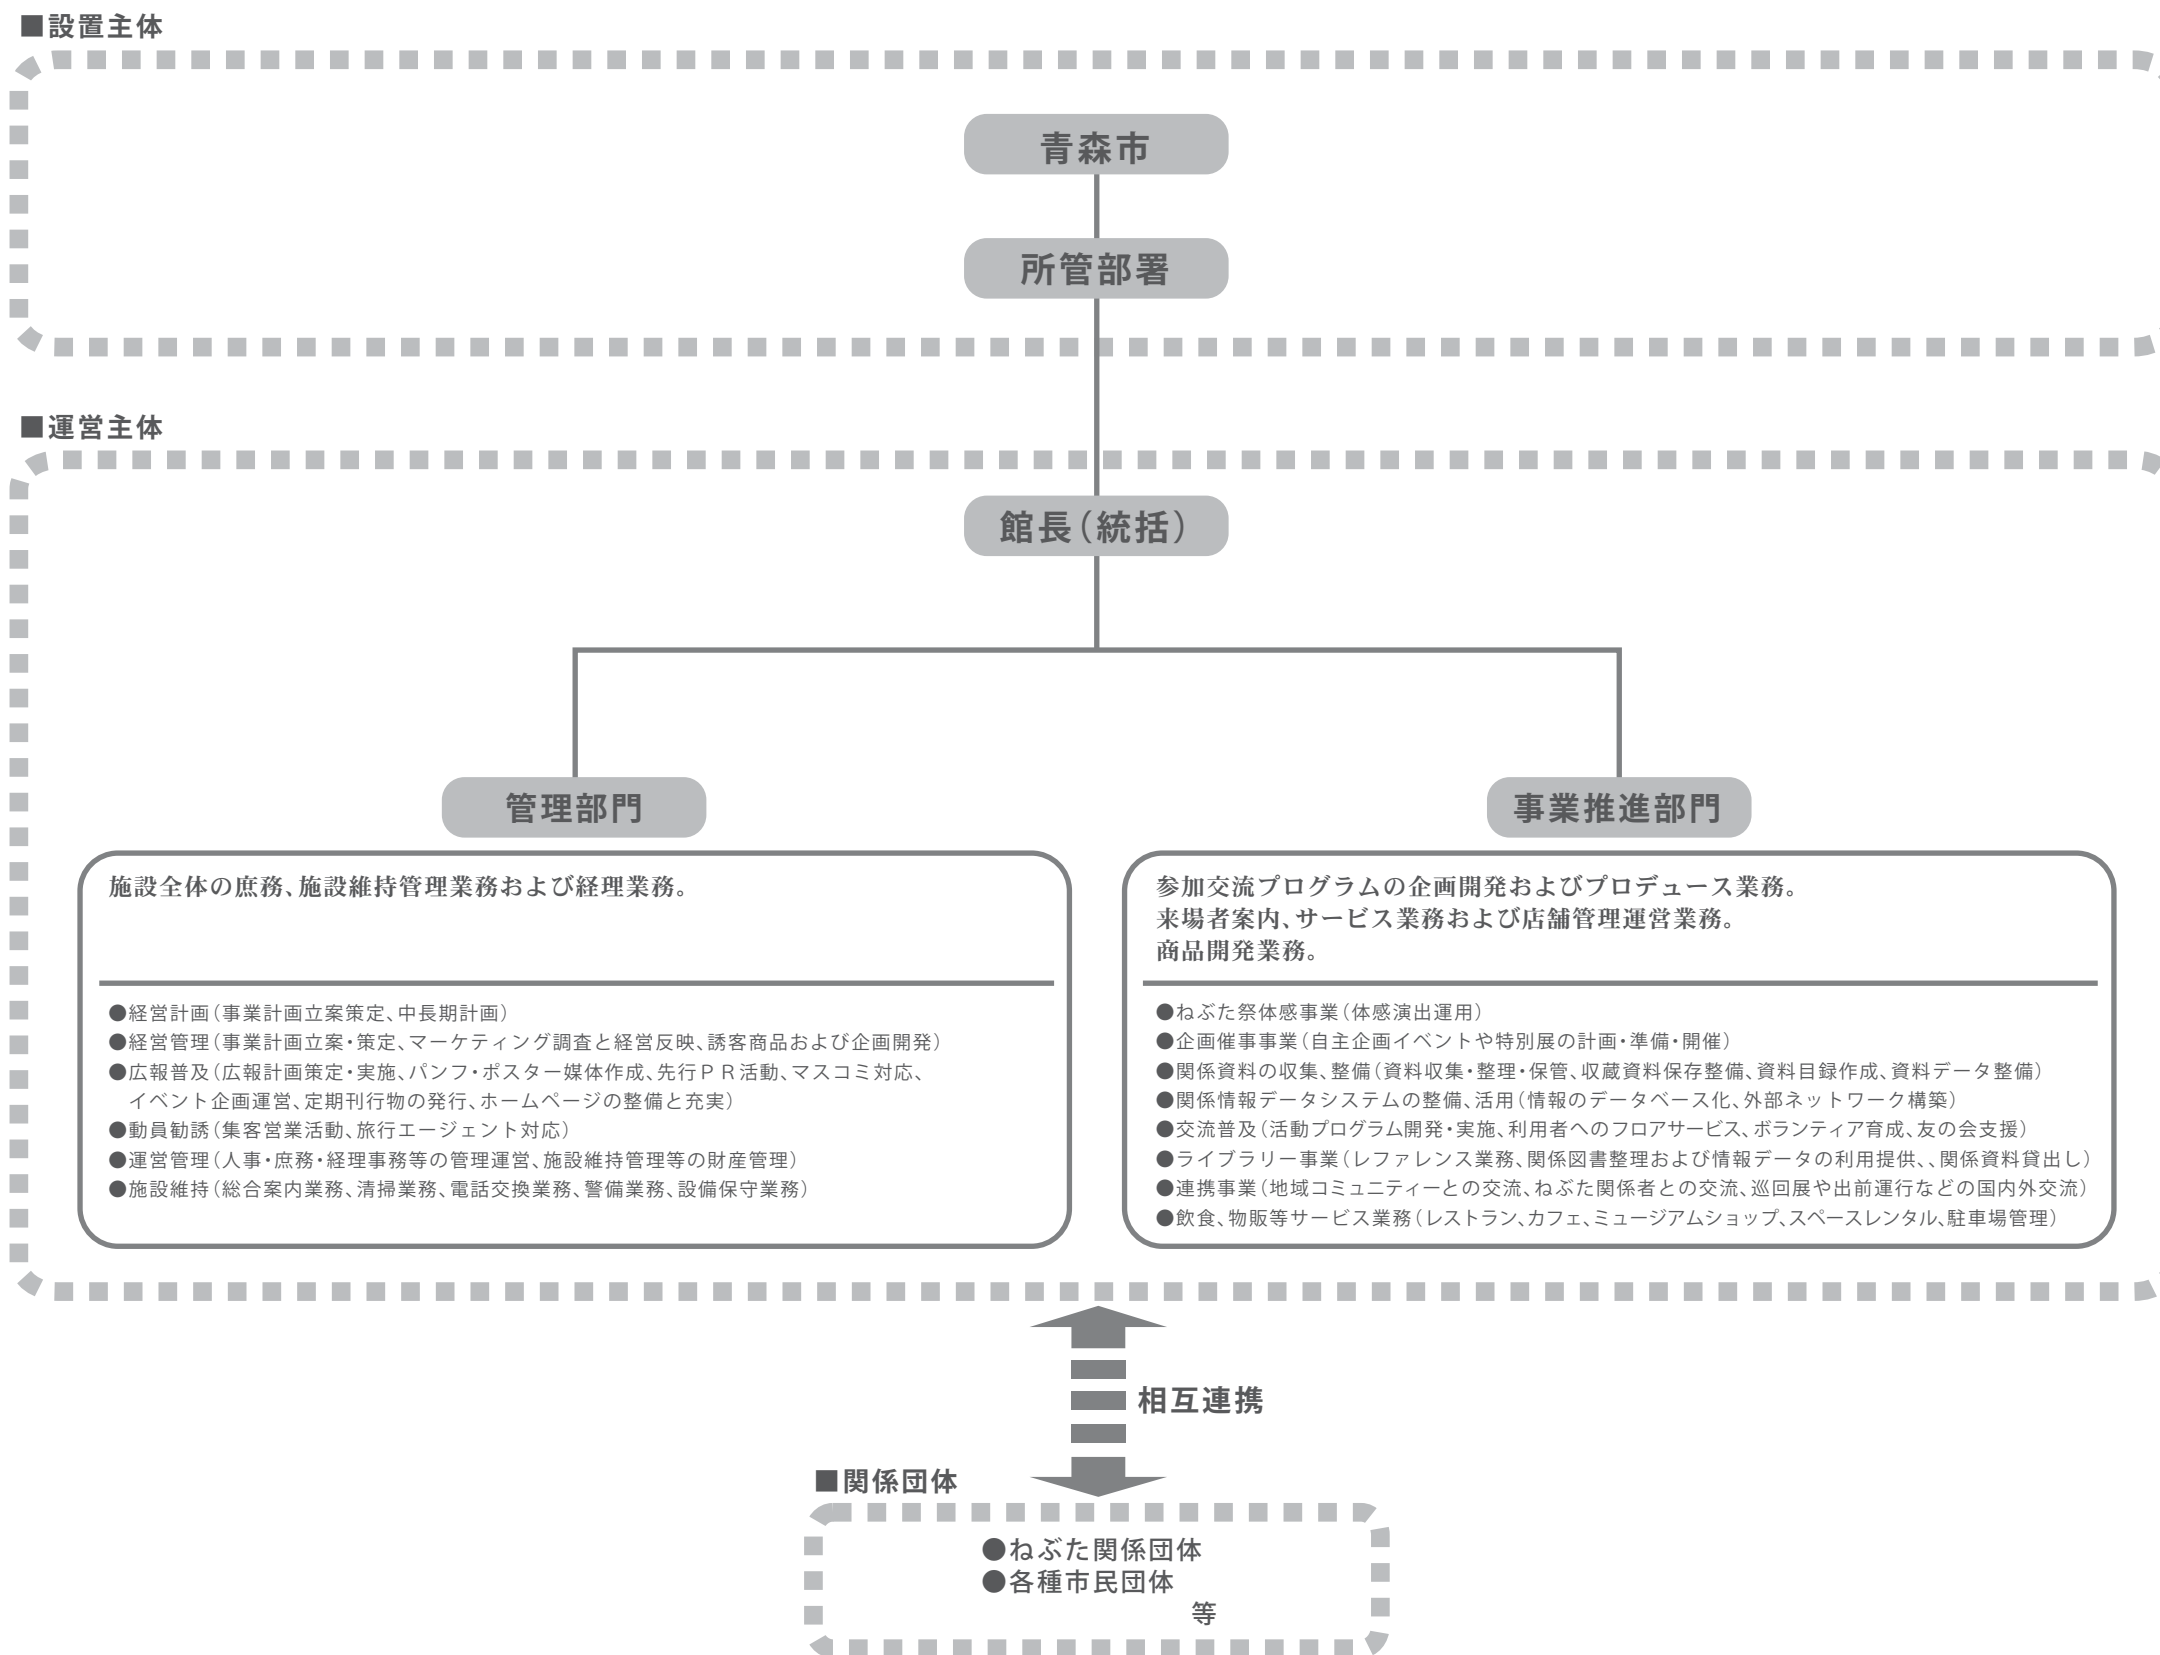 ■設置主体
青森市
所管部署
■運営主体
館長（統括）
管理部門
施設全体の庶務、施設維持管理業務および経理業務。
●経営計画（事業計画立案策定、中長期計画）
●経営管理（事業計画立案・策定、マーケティング調査と経営反映、誘客商品および企画開発）
●広報普及（広報計画策定・実施、パンフ・ポスター媒体作成、先行ＰＲ活動、マスコミ対応、
イベント企画運営、定期刊行物の発行、ホームページの整備と充実）
●動員勧誘（集客営業活動、旅行エージェント対応）
●運営管理（人事・庶務・経理事務等の管理運営、施設維持管理等の財産管理）
●施設維持（総合案内業務、清掃業務、電話交換業務、警備業務、設備保守業務）
事業推進部門
参加交流プログラムの企画開発およびプロデュース業務。
来場者案内、サービス業務および店舗管理運営業務。
商品開発業務。
●ねぶた祭体感事業（体感演出運用）
●企画催事事業（自主企画イベントや特別展の計画・準備・開催）
●関係資料の収集、整備（資料収集・整理・保管、収蔵資料保存整備、資料目録作成、資料データ整備）
●関係情報データシステムの整備、活用（情報のデータベース化、外部ネットワーク構築）
●交流普及（活動プログラム開発・実施、利用者へのフロアサービス、ボランティア育成、友の会支援）
●ライブラリー事業（レファレンス業務、関係図書整理および情報データの利用提供、、関係資料貸出し）
●連携事業（地域コミュニティーとの交流、ねぶた関係者との交流、巡回展や出前運行などの国内外交流）
●飲食、物販等サービス業務（レストラン、カフェ、ミュージアムショップ、スペースレンタル、駐車場管理）
相互連携
■関係団体
●ねぶた関係団体
●各種市民団体
等